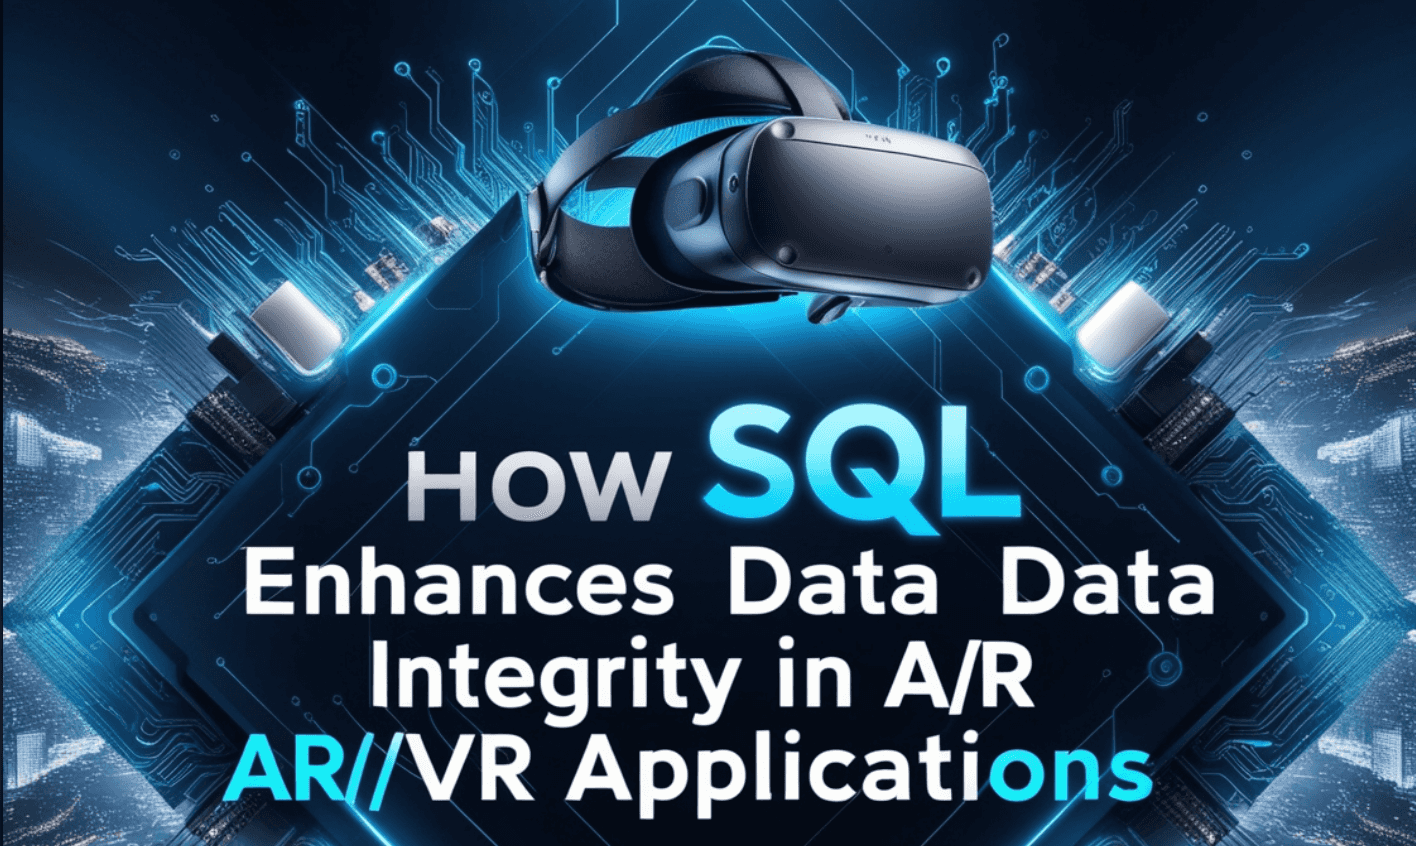 HOW SQL
Enhances Data Data
Integrity in A/R
AR//VR Applications